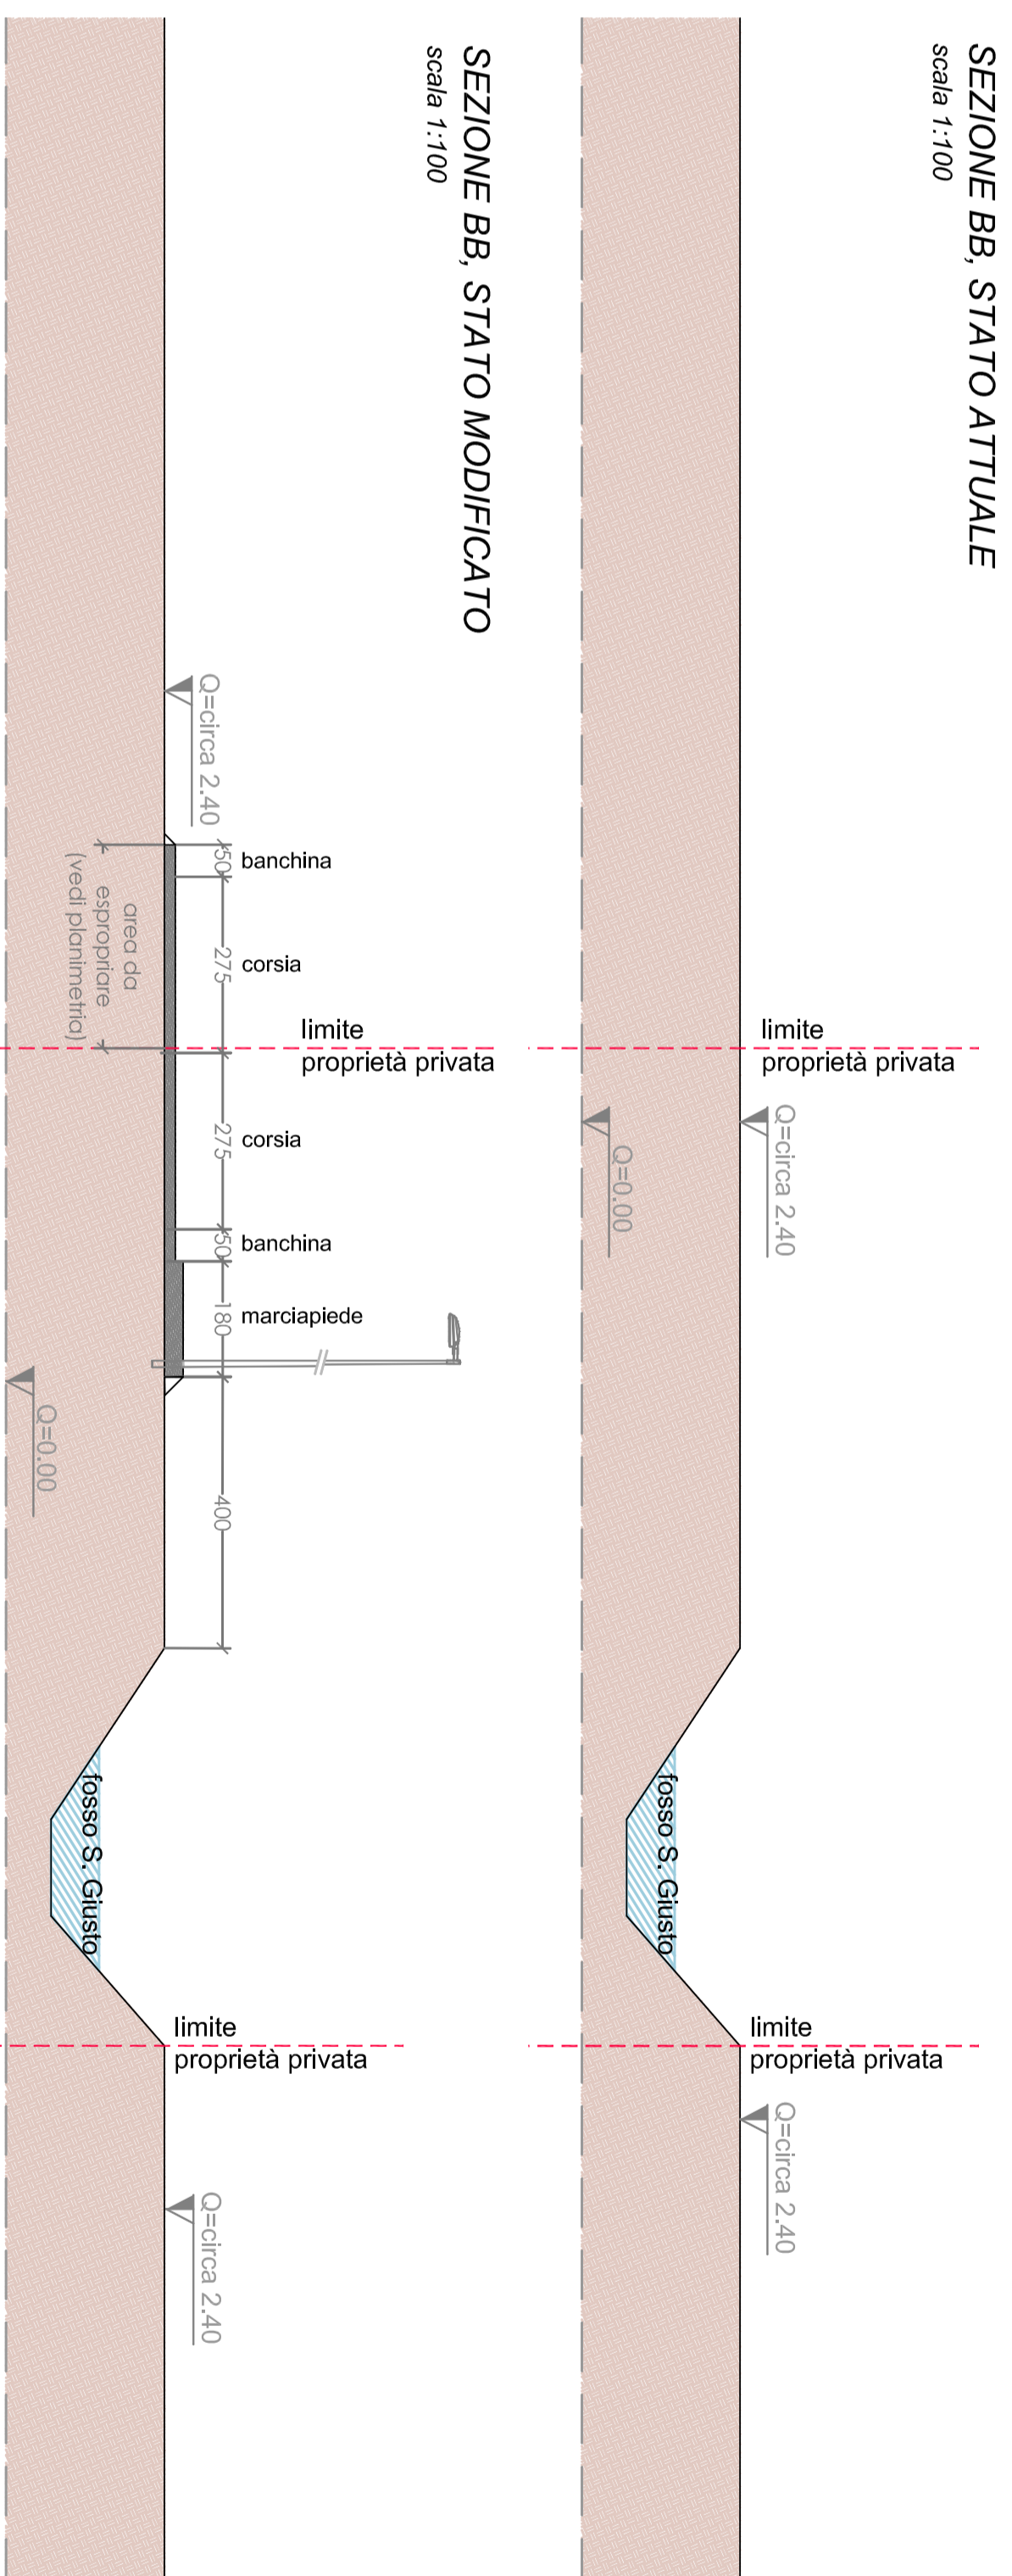 SEZIONE BB, STATO ATTUALE
scala 1:100
limite
proprietà privata
Q=circa 2.40
Q=0.00
fosso S. Giusto
limite
proprietà privata
Q=circa 2.40
SEZIONE BB, STATO MODIFICATO
scala 1:100
Q=circa 2.40
banchina
corsia
limite
proprietà privata
corsia
banchina
marciapiede
50
275
275
50
180
400
area da
espropriare
(vedi planimetria)
Q=0.00
fosso S. Giusto
limite
proprietà privata
Q=circa 2.40